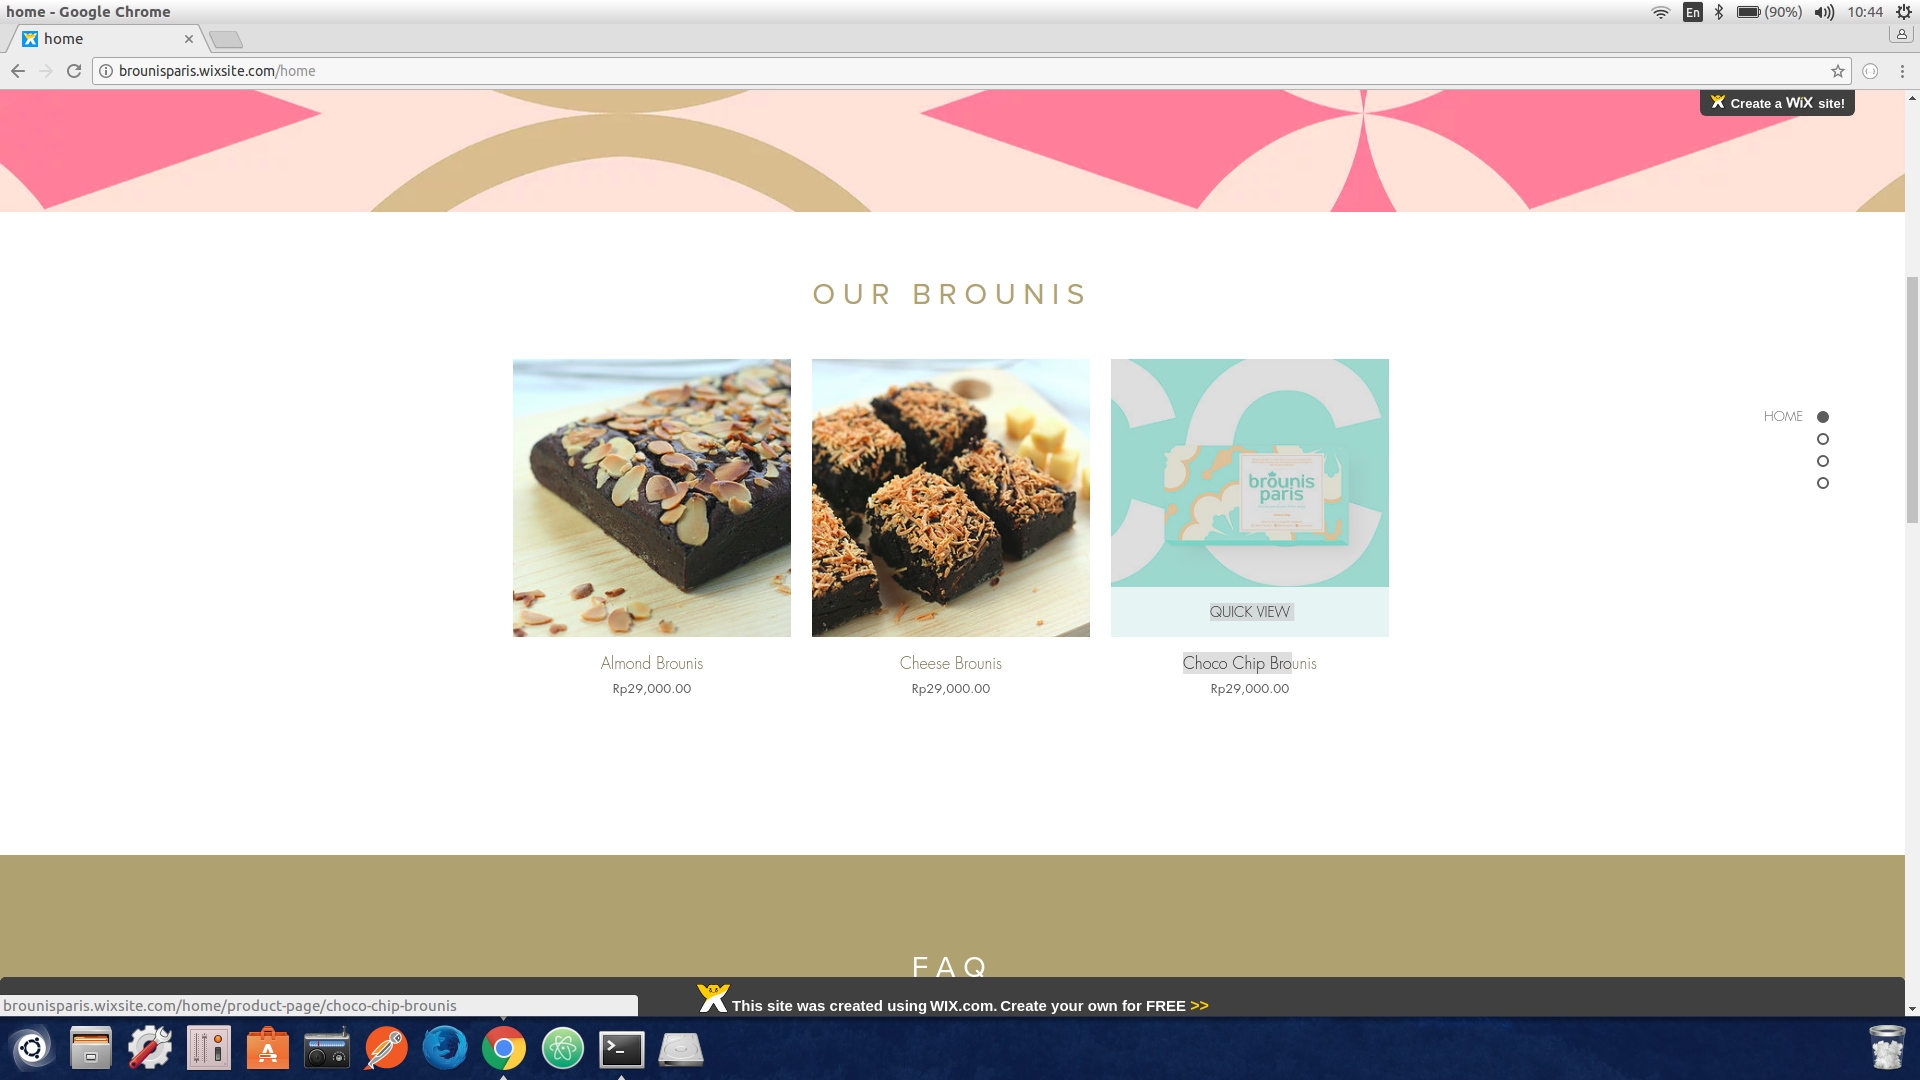 home - Google Chrome
En
(90%)
10:44
home
brounisparis.wixsite.com/home
Create a WiX site!
OUR BROUNIS
brounis
paris
HOME
QUICK VIEW
Almond Brounis
Cheese Brounis
Choco Chip Brounis
Rp29,000.00
Rp29,000.00
Rp29,000.00
FAQ
brounisparis.wixsite.com/home/product-page/choco-chip-brounis
This site was created using WIX.com. Create your own for FREE >>